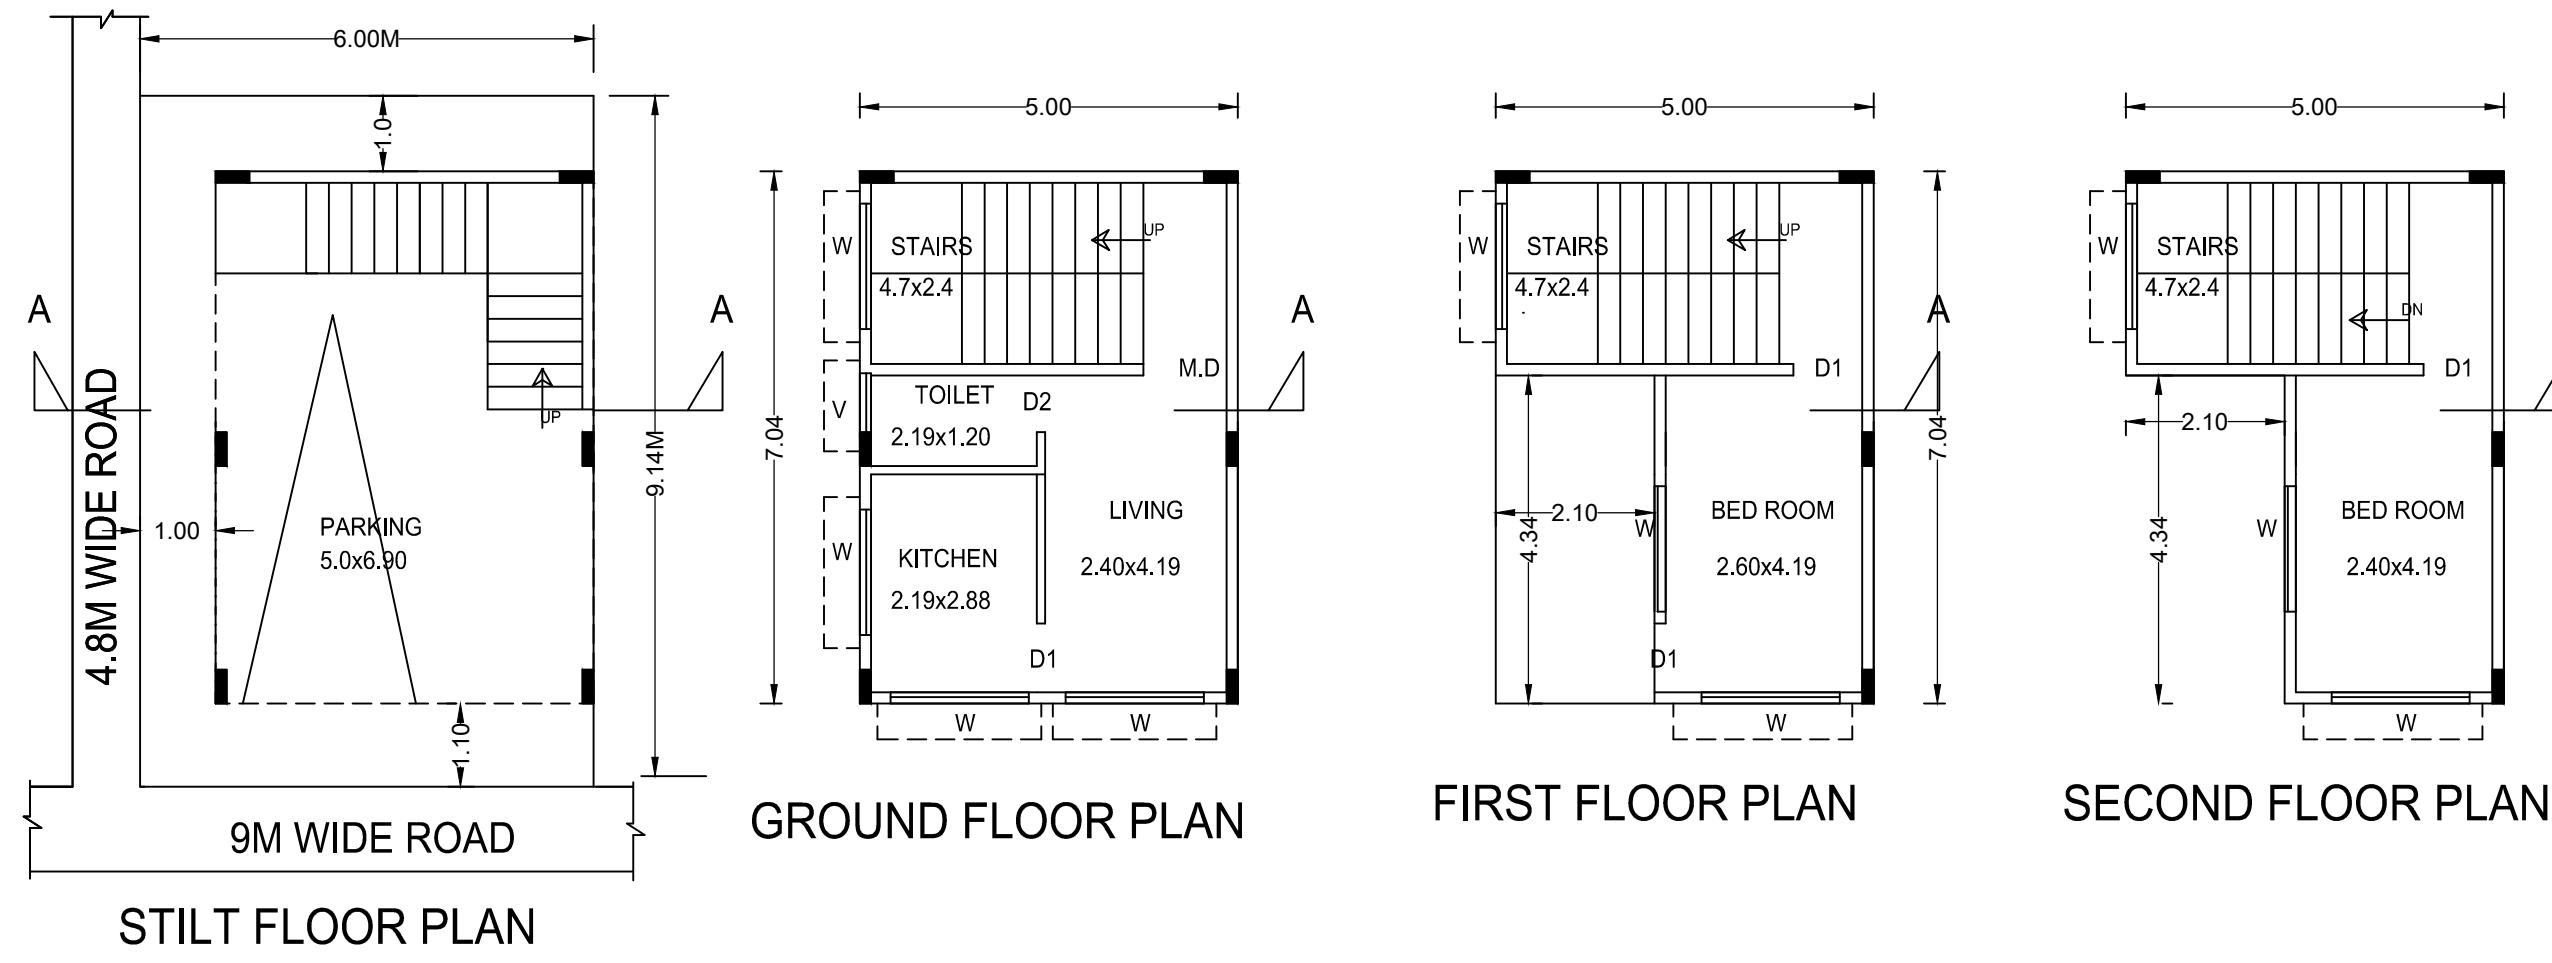 6.00M
1.0
A
A
UP
9.14M
4.8M WIDE ROAD
1.00
PARKING
5.0x6.90
1.10
9M WIDE ROAD
STILT FLOOR PLAN
5.00
7.04
W
STAIRS
4.7x2.4
UP
A
M.D
V
TOILET
D2
2.19x1.20
W
KITCHEN
2.19x2.88
LIVING
2.40x4.19
D1
W
W
GROUND FLOOR PLAN
5.00
W
STAIRS
4.7x2.4
UP
A
D1
7.04
2.10
4.34
W
BED ROOM
2.60x4.19
D1
W
FIRST FLOOR PLAN
5.00
W
STAIRS
4.7x2.4
DN
D1
2.10
4.34
W
BED ROOM
2.40x4.19
W
SECOND FLOOR PLAN